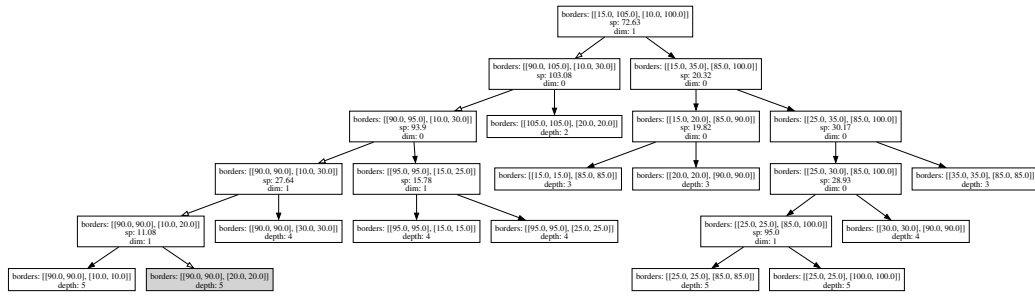 borders: [[15.0, 105.0], [10.0, 100.0]]
sp: 72.63
dim: 1
borders: [[90.0, 105.0], [10.0, 30.0]]
sp: 103.08
dim: 0
borders: [[15.0, 35.0], [85.0, 100.0]]
sp: 20.32
dim: 0
borders: [[90.0, 95.0], [10.0, 30.0]]
sp: 93.9
dim: 0
borders: [[105.0, 105.0], [20.0, 20.0]]
depth: 2
borders: [[15.0, 20.0], [85.0, 90.0]]
sp: 19.82
dim: 0
borders: [[25.0, 35.0], [85.0, 100.0]]
sp: 30.17
dim: 0
borders: [[90.0, 90.0], [10.0, 30.0]]
sp: 27.64
dim: 1
borders: [[95.0, 95.0], [15.0, 25.0]]
sp: 15.78
dim: 1
borders: [[15.0, 15.0], [85.0, 85.0]]
depth: 3
borders: [[20.0, 20.0], [90.0, 90.0]]
depth: 3
borders: [[25.0, 30.0], [85.0, 100.0]]
sp: 28.93
dim: 0
borders: [[35.0, 35.0], [85.0, 85.0]]
depth: 3
borders: [[90.0, 90.0], [10.0, 20.0]]
sp: 11.08
dim: 1
borders: [[90.0, 90.0], [30.0, 30.0]]
depth: 4
borders: [[95.0, 95.0], [15.0, 15.0]]
depth: 4
borders: [[95.0, 95.0], [25.0, 25.0]]
depth: 4
borders: [[25.0, 25.0], [85.0, 100.0]]
sp: 95.0
dim: 1
borders: [[30.0, 30.0], [90.0, 90.0]]
depth: 4
borders: [[90.0, 90.0], [10.0, 10.0]]
depth: 5
borders: [[90.0, 90.0], [20.0, 20.0]]
depth: 5
borders: [[25.0, 25.0], [85.0, 85.0]]
depth: 5
borders: [[25.0, 25.0], [100.0, 100.0]]
depth: 5